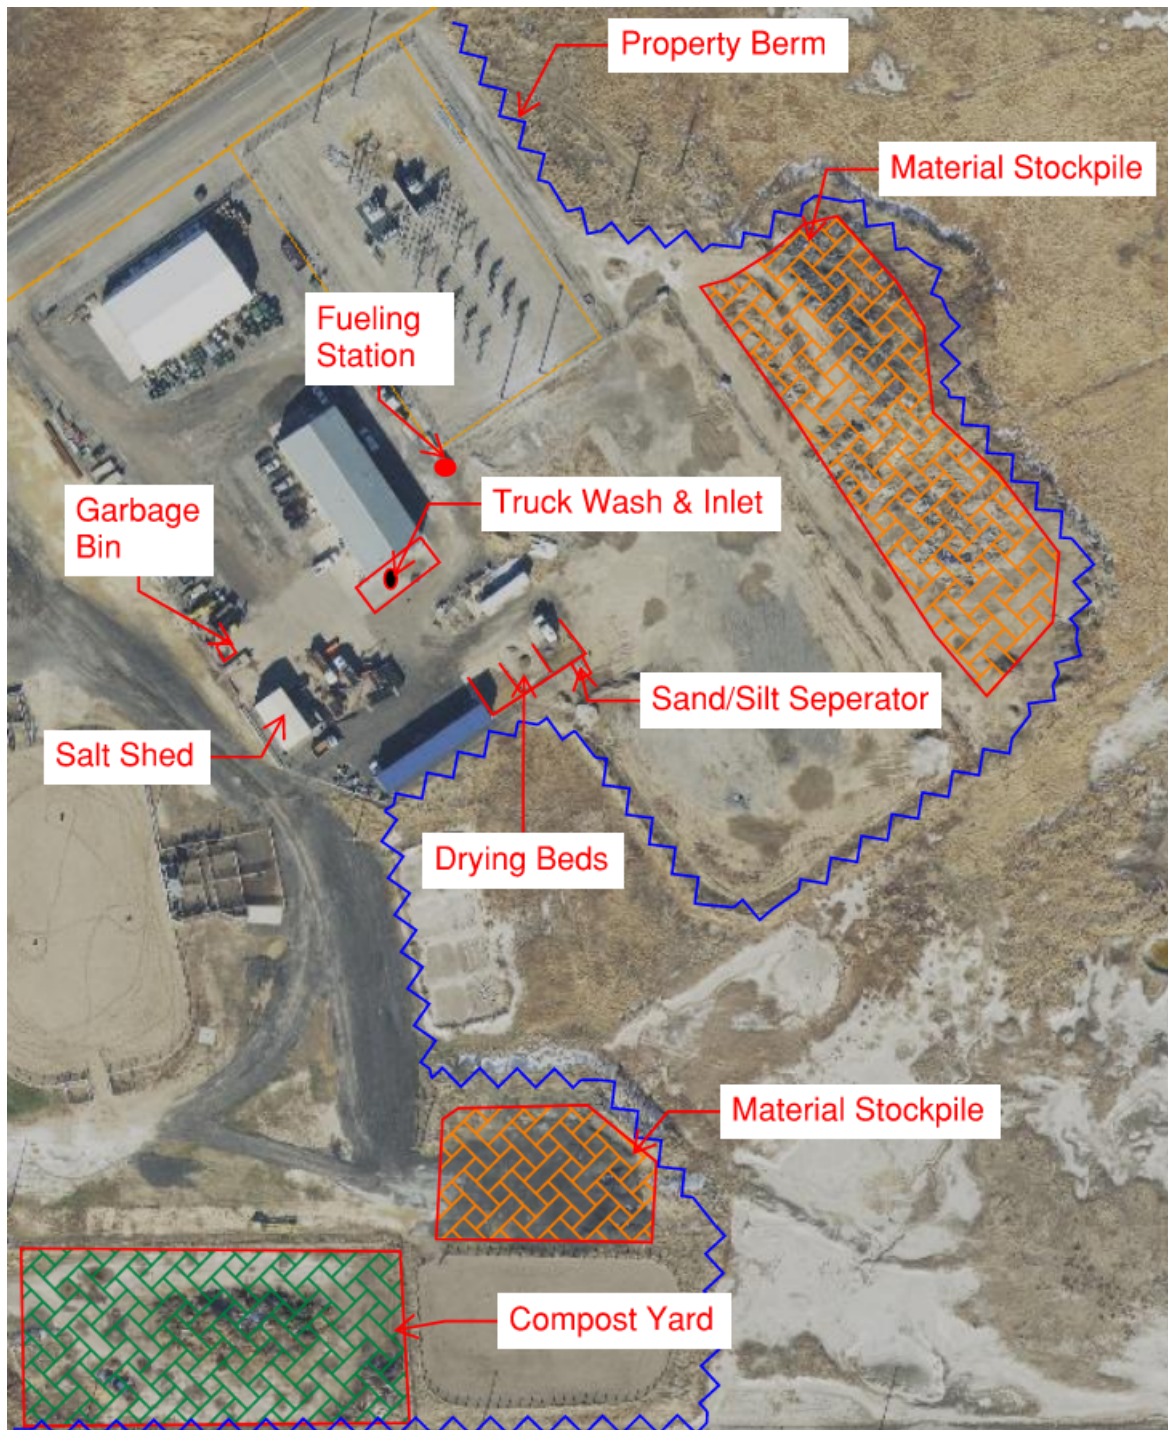 Property Berm
Material Stockpile
Fueling
Station
Truck Wash & Inlet
Garbage
Bin
Sand/Silt Seperator
Salt Shed
Drying Beds
Material Stockpile
Compost Yard